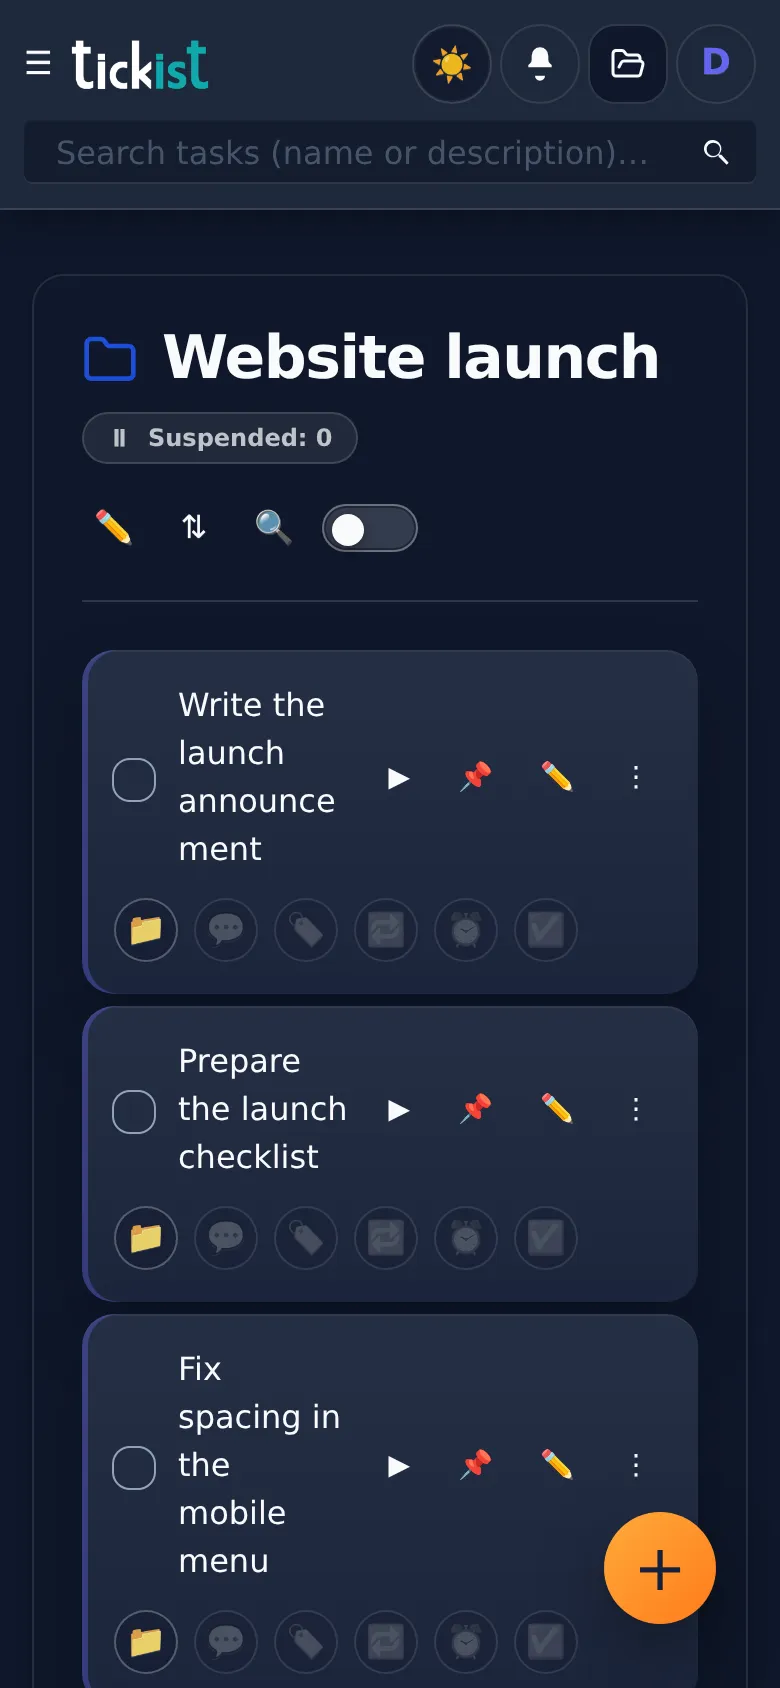 tickist
D
Search tasks (name or description)...
Website launch
Suspended: 0
Write the
launch
announce
ment
Prepare
the launch
checklist
Fix
spacing in
the
mobile
menu